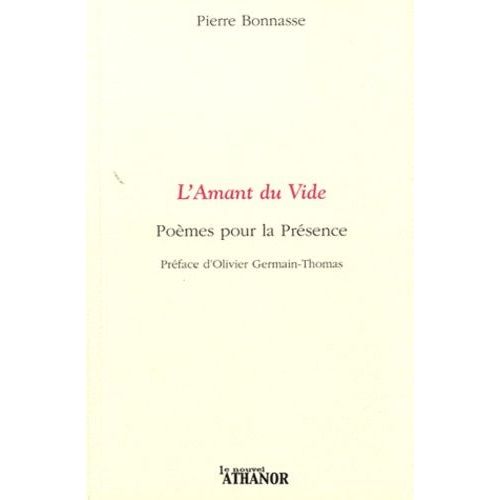 Pierre Bonnasse
L'Amant du Vide
Poèmes pour la Présence
Préface d'Olivier Germain-Thomas
le nouvel
ATHANOR